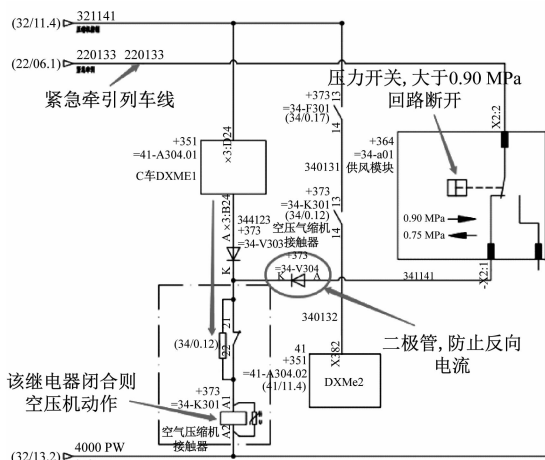 (32/11.4) 321141
(22/06.1) 220133 220133
紧急牵引列车线
压力开关,大于0.90 MPa
回路断开
+373
=34-F301
(34/0.17)
13
14
+351
=41-A304.01
C车DXME1
×3:D24
×3:B24
X2:2
+364
=34-a01
供风模块
340131
+373
=34-K301
(34/0.12)
空压气缩机
接触器
13
14
344123
+373
=34-V303
A
K
0.90 MPa
0.75 MPa
+373
=34-V304
K A
341141
-X2:1
21
22
(34/0.12)
340132
二极管,防止反向
电流
41
+351
=41-A304.02
(41/11.4)
X382
DXMe2
该继电器闭合则
空压机动作
+373
=34-K301
A1
A2
空气压缩机
接触器
(32/13.2) 4000 PW